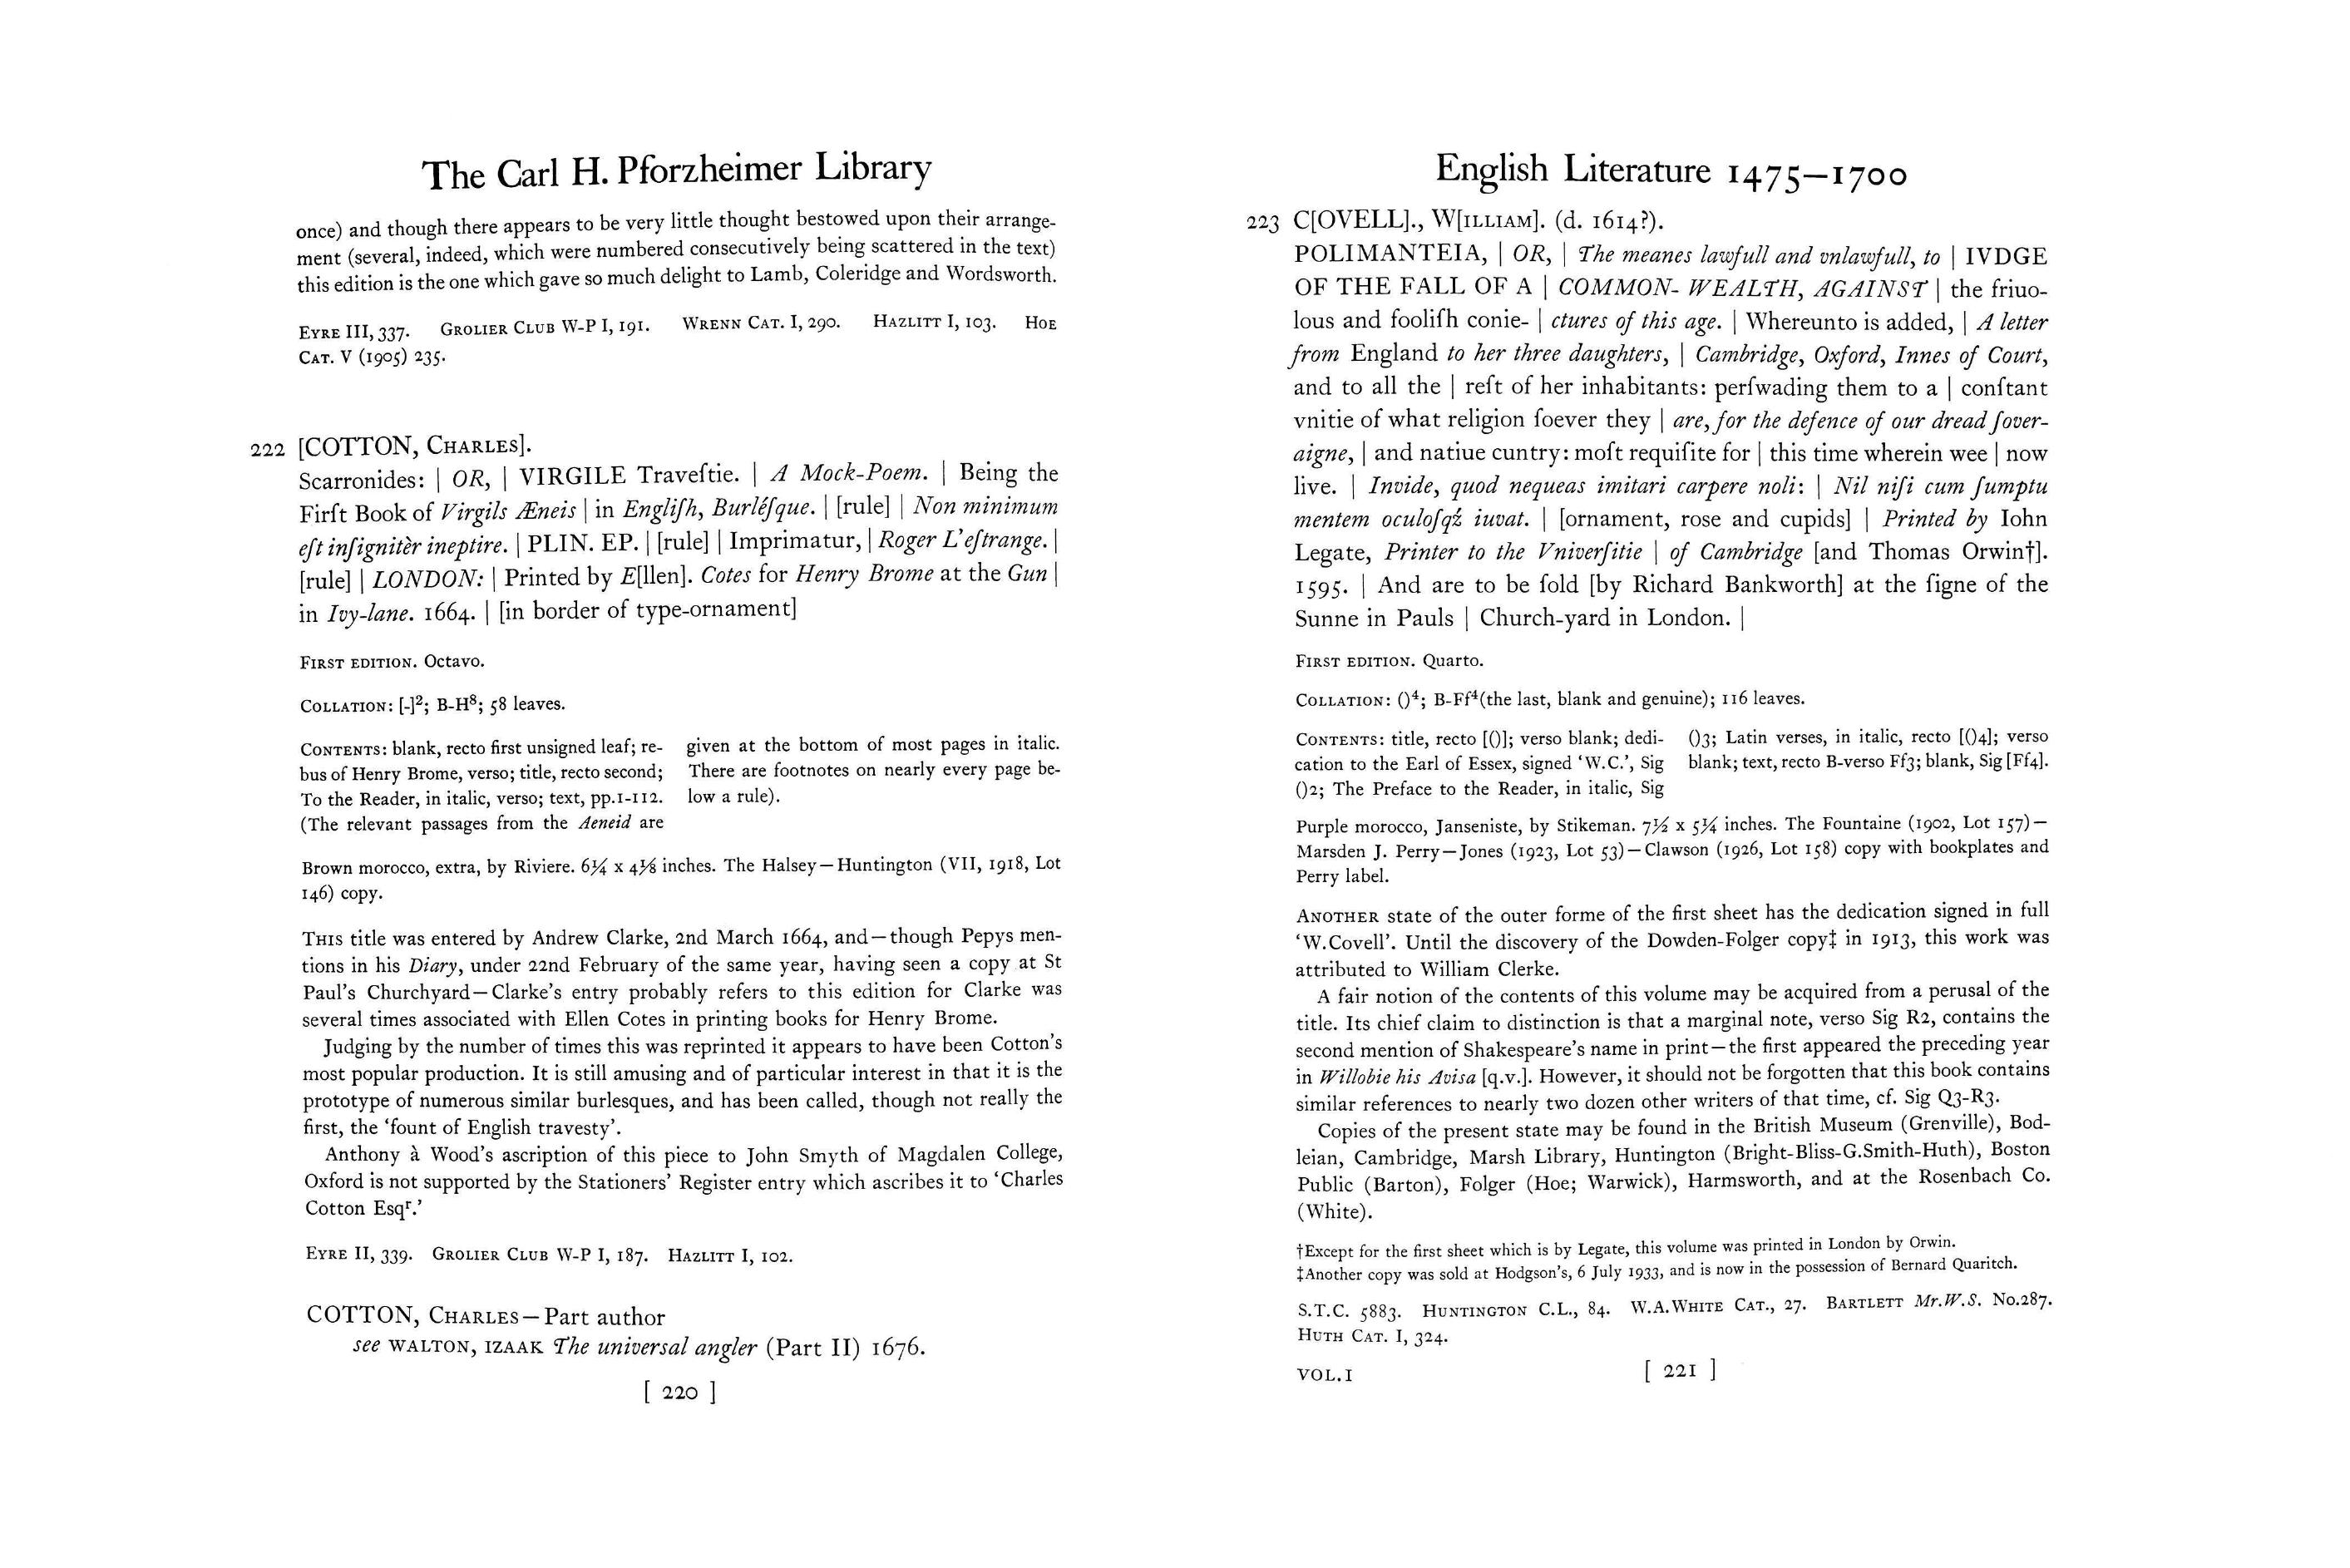 The Carl H. Pforzheimer Library
once) and though there appears to be very little thought bestowed upon their arrange-
ment (several, indeed, which were numbered consecutively being scattered in the text)
this edition is the one which gave so much delight to Lamb, Coleridge and Wordsworth.
EYRE III, 337. GROLIER CLUB W-P I, 191. WRENN CAT. I, 290. HAZLITT I, 103. HOE
CAT. V (1905) 235.
222 [COTTON, CHARLES].
Scarronides: | OR, | VIRGILE Traveſtie. | A Mock-Poem. | Being the
Firſt Book of Virgils Æneis | in Engliſh, Burléſque. | [rule] | Non minimum
eſt inſignitèr ineptire. | PLIN. EP. | [rule] | Imprimatur, | Roger L'eſtrange. |
[rule] | LONDON: | Printed by E[llen]. Cotes for Henry Brome at the Gun |
in Ivy-lane. 1664. | [in border of type-ornament]
FIRST EDITION. Octavo.
COLLATION: [-]²; B-H⁸; 58 leaves.
CONTENTS: blank, recto first unsigned leaf; re-
bus of Henry Brome, verso; title, recto second;
To the Reader, in italic, verso; text, pp.1-112.
(The relevant passages from the Aeneid are
given at the bottom of most pages in italic.
There are footnotes on nearly every page be-
low a rule).
Brown morocco, extra, by Riviere. 6¼ x 4⅛ inches. The Halsey—Huntington (VII, 1918, Lot
146) copy.
THIS title was entered by Andrew Clarke, 2nd March 1664, and—though Pepys men-
tions in his Diary, under 22nd February of the same year, having seen a copy at St
Paul's Churchyard—Clarke's entry probably refers to this edition for Clarke was
several times associated with Ellen Cotes in printing books for Henry Brome.
Judging by the number of times this was reprinted it appears to have been Cotton's
most popular production. It is still amusing and of particular interest in that it is the
prototype of numerous similar burlesques, and has been called, though not really the
first, the 'fount of English travesty'.
Anthony à Wood's ascription of this piece to John Smyth of Magdalen College,
Oxford is not supported by the Stationers' Register entry which ascribes it to 'Charles
Cotton Esqʳ.'
EYRE II, 339. GROLIER CLUB W-P I, 187. HAZLITT I, 102.
COTTON, CHARLES—Part author
see WALTON, IZAAK The universal angler (Part II) 1676.
[ 220 ]
English Literature 1475—1700
223 C[OVELL]., W[ILLIAM]. (d. 1614?).
POLIMANTEIA, | OR, | The meanes lawfull and vnlawfull, to | IVDGE
OF THE FALL OF A | COMMON- WEALTH, AGAINST | the friuo-
lous and fooliſh conie- | ctures of this age. | Whereunto is added, | A letter
from England to her three daughters, | Cambridge, Oxford, Innes of Court,
and to all the | reſt of her inhabitants: perſwading them to a | conſtant
vnitie of what religion ſoever they | are, for the defence of our dread ſover-
aigne, | and natiue cuntry: moſt requiſite for | this time wherein wee | now
live. | Invide, quod nequeas imitari carpere noli: | Nil niſi cum ſumptu
mentem oculoſqź iuvat. | [ornament, rose and cupids] | Printed by Iohn
Legate, Printer to the Vniverſitie | of Cambridge [and Thomas Orwin†].
1595. | And are to be ſold [by Richard Bankworth] at the ſigne of the
Sunne in Pauls | Church-yard in London. |
FIRST EDITION. Quarto.
COLLATION: ()⁴; B-Ff⁴(the last, blank and genuine); 116 leaves.
CONTENTS: title, recto [()]; verso blank; dedi-
cation to the Earl of Essex, signed 'W.C.', Sig
()2; The Preface to the Reader, in italic, Sig
()3; Latin verses, in italic, recto [()4]; verso
blank; text, recto B-verso Ff3; blank, Sig [Ff4].
Purple morocco, Janseniste, by Stikeman. 7½ x 5¼ inches. The Fountaine (1902, Lot 157)—
Marsden J. Perry—Jones (1923, Lot 53)—Clawson (1926, Lot 158) copy with bookplates and
Perry label.
ANOTHER state of the outer forme of the first sheet has the dedication signed in full
'W.Covell'. Until the discovery of the Dowden-Folger copy‡ in 1913, this work was
attributed to William Clerke.
A fair notion of the contents of this volume may be acquired from a perusal of the
title. Its chief claim to distinction is that a marginal note, verso Sig R2, contains the
second mention of Shakespeare's name in print—the first appeared the preceding year
in Willobie his Avisa [q.v.]. However, it should not be forgotten that this book contains
similar references to nearly two dozen other writers of that time, cf. Sig Q3-R3.
Copies of the present state may be found in the British Museum (Grenville), Bod-
leian, Cambridge, Marsh Library, Huntington (Bright-Bliss-G.Smith-Huth), Boston
Public (Barton), Folger (Hoe; Warwick), Harmsworth, and at the Rosenbach Co.
(White).
†Except for the first sheet which is by Legate, this volume was printed in London by Orwin.
‡Another copy was sold at Hodgson's, 6 July 1933, and is now in the possession of Bernard Quaritch.
S.T.C. 5883. HUNTINGTON C.L., 84. W.A.WHITE CAT., 27. BARTLETT Mr.W.S. No.287.
HUTH CAT. I, 324.
VOL.I
[ 221 ]